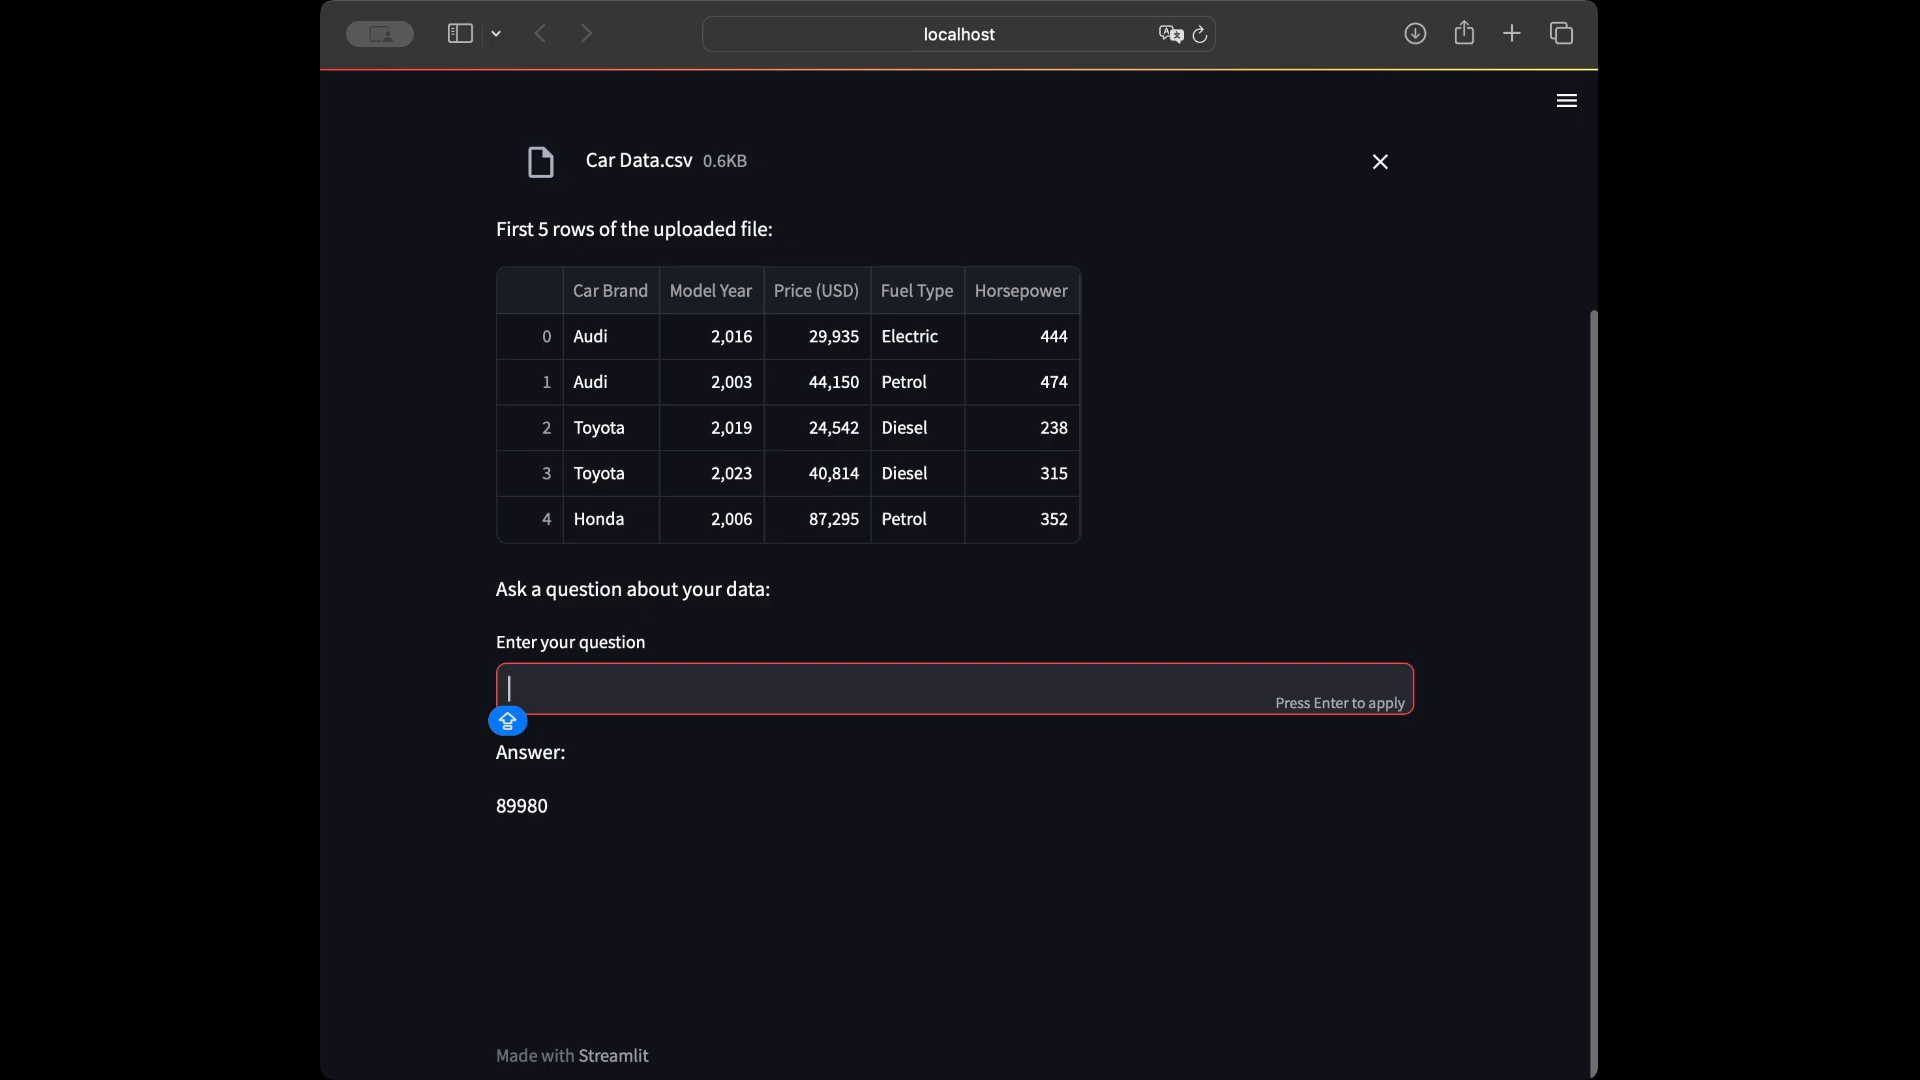 localhost
Car Data.csv 0.6KB
First 5 rows of the uploaded file:
Car Brand Model Year Price (USD) Fuel Type Horsepower
0 Audi 2,016 29,935 Electric 444
1 Audi 2,003 44,150 Petrol 474
2 Toyota 2,019 24,542 Diesel 238
3 Toyota 2,023 40,814 Diesel 315
4 Honda 2,006 87,295 Petrol 352
Ask a question about your data:
Enter your question
Press Enter to apply
Answer:
89980
Made with Streamlit